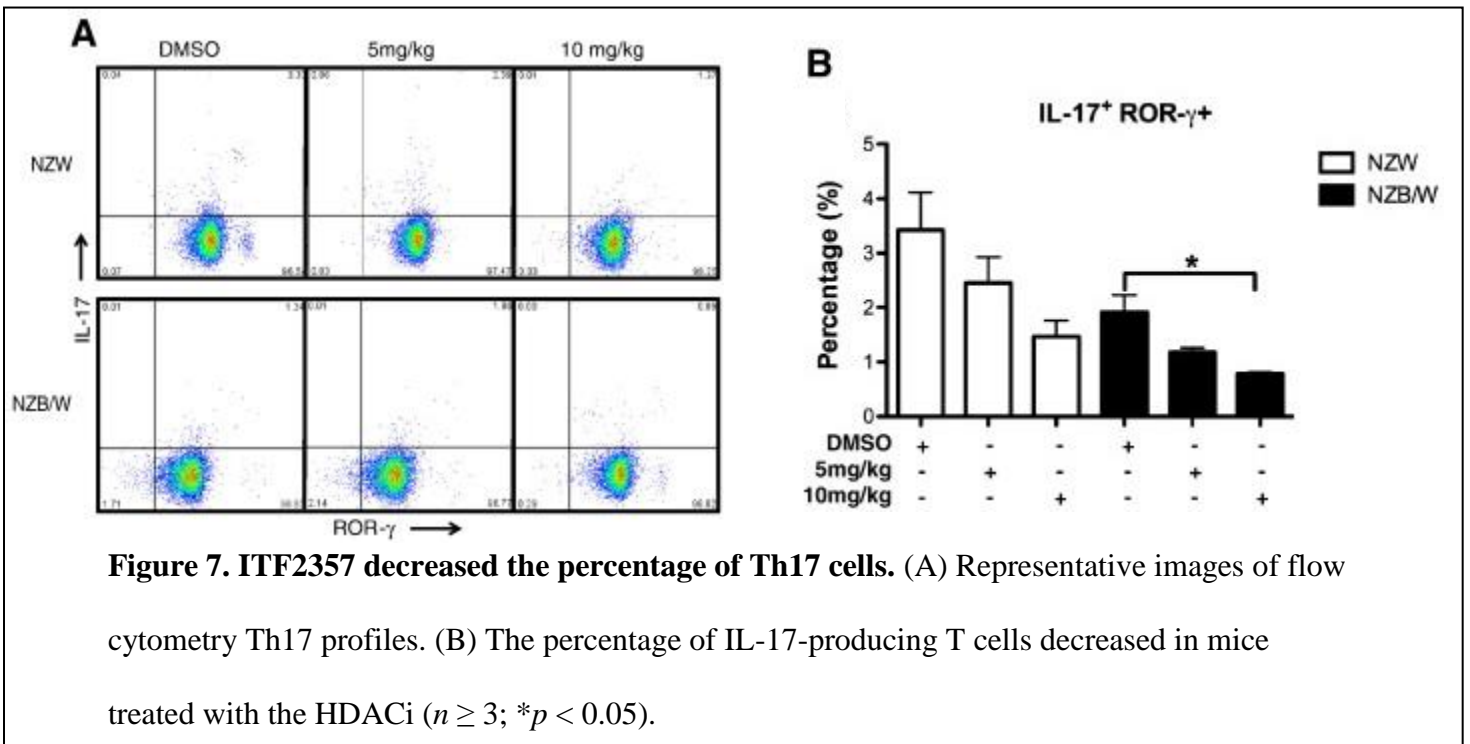 A
DMSO 5mg/kg 10 mg/kg
NZW
IL-17
NZB/W
ROR-γ
B
IL-17⁺ ROR-γ+
5
4
3
2
1
0
Percentage (%)
*
NZW
NZB/W
DMSO + - - + - -
5mg/kg - + - - + -
10mg/kg - - + - - +
Figure 7. ITF2357 decreased the percentage of Th17 cells. (A) Representative images of flow
cytometry Th17 profiles. (B) The percentage of IL-17-producing T cells decreased in mice
treated with the HDACi (n ≥ 3; *p < 0.05).